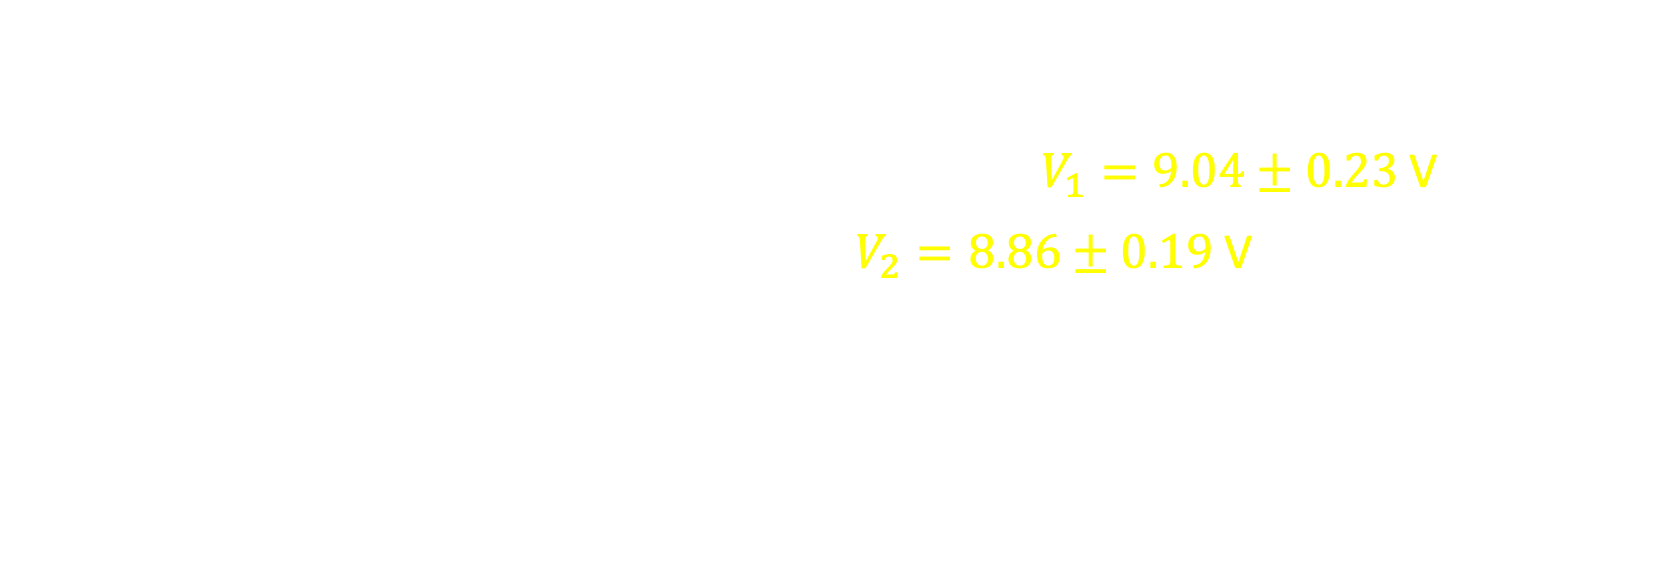 V₁ = 9.04 ± 0.23 V
V₂ = 8.86 ± 0.19 V